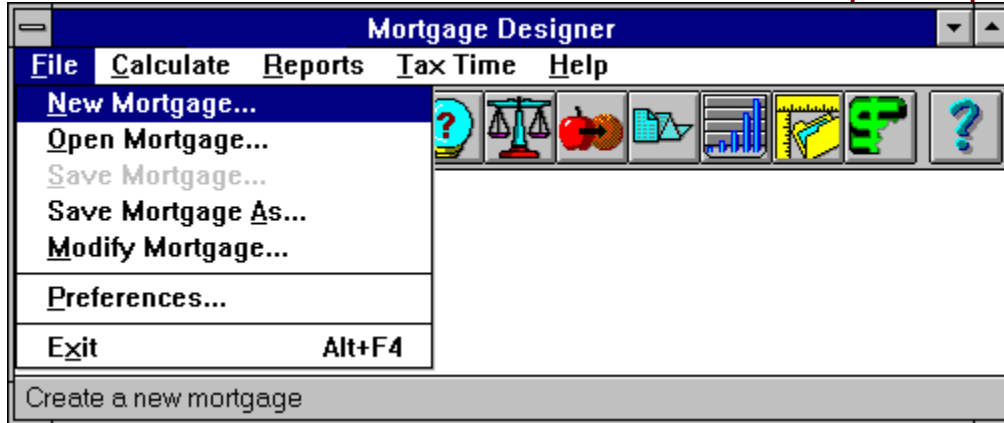 Mortgage Designer
File Calculate Reports Tax Time Help
New Mortgage...
Open Mortgage...
Save Mortgage...
Save Mortgage As...
Modify Mortgage...
Preferences...
Exit Alt+F4
? ?
Create a new mortgage